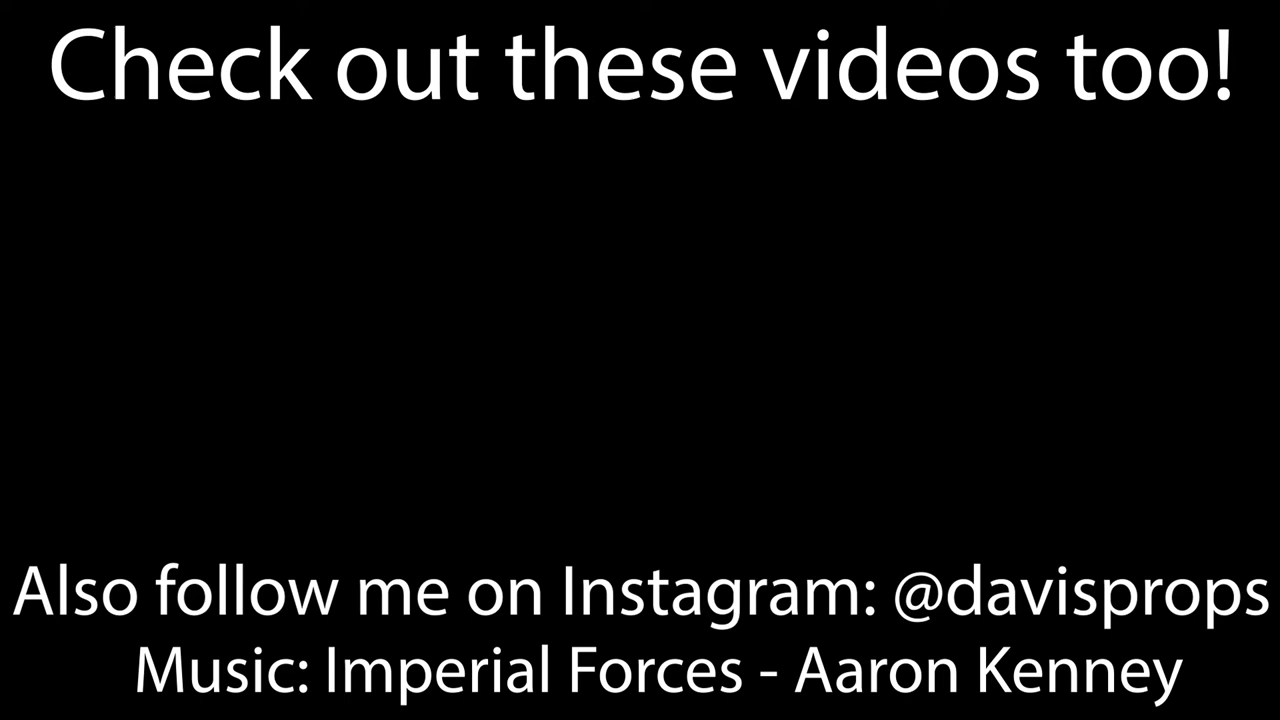 Check out these videos too!
Also follow me on Instagram: @davisprops
Music: Imperial Forces - Aaron Kenney